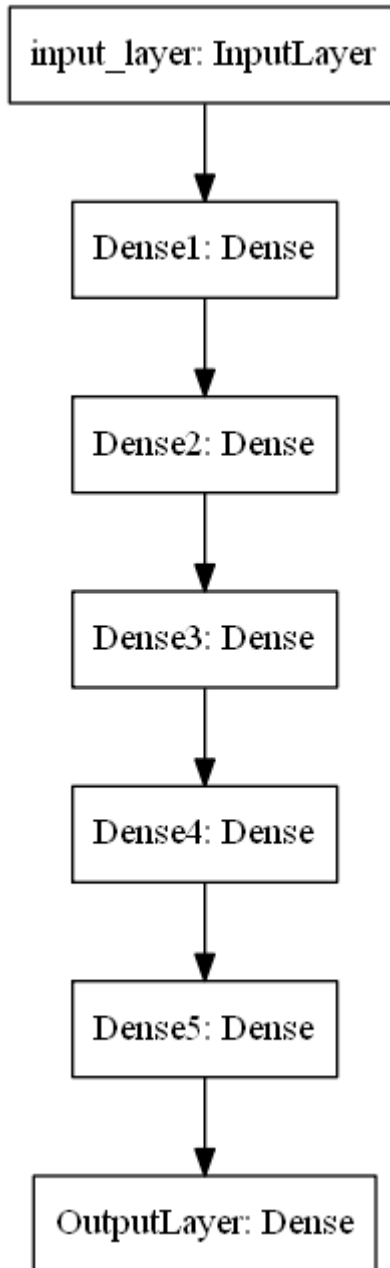 input_layer: InputLayer
Dense1: Dense
Dense2: Dense
Dense3: Dense
Dense4: Dense
Dense5: Dense
OutputLayer: Dense